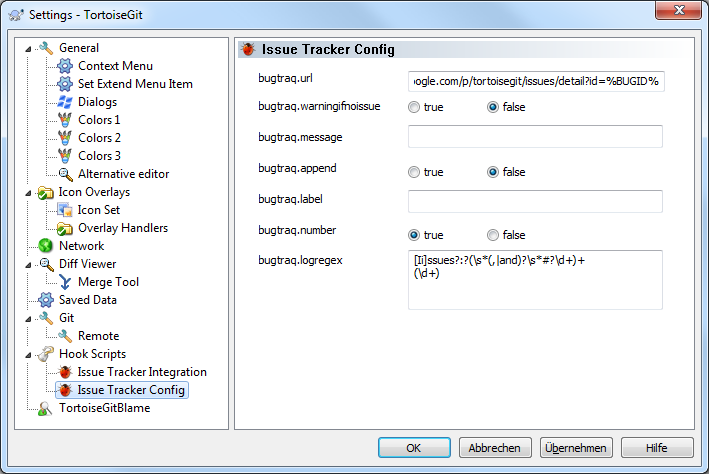 Settings - TortoiseGit
General
Context Menu
Set Extend Menu Item
Dialogs
Colors 1
Colors 2
Colors 3
Alternative editor
Icon Overlays
Icon Set
Overlay Handlers
Network
Diff Viewer
Merge Tool
Saved Data
Git
Remote
Hook Scripts
Issue Tracker Integration
Issue Tracker Config
TortoiseGitBlame
Issue Tracker Config
bugtraq.url ogle.com/p/tortoisegit/issues/detail?id=%BUGID%
bugtraq.warningifnoissue true false
bugtraq.message
bugtraq.append true false
bugtraq.label
bugtraq.number true false
bugtraq.logregex [Ii]ssues?:?(\s*(,|and)?\s*#?\d+)+
(\d+)
OK Abbrechen Übernehmen Hilfe